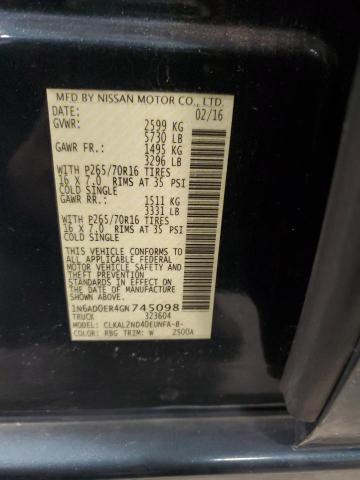 MFD BY NISSAN MOTOR CO., LTD.
DATE: 02/16
GVWR: 2599 KG
5730 LB
GAWR FR.: 1495 KG
3296 LB
WITH P265/70R16 TIRES
16 X 7.0 RIMS AT 35 PSI
COLD SINGLE
GAWR RR.: 1511 KG
3331 LB
WITH P265/70R16 TIRES
16 X 7.0 RIMS AT 35 PSI
COLD SINGLE
THIS VEHICLE CONFORMS TO
ALL APPLICABLE FEDERAL
MOTOR VEHICLE SAFETY
AND THEFT PREVENTION
STANDARDS IN EFFECT ON
THE DATE OF MANUFACTURE
SHOWN ABOVE.
1N6AD0ER4GN745098
TRUCK 323604
MODEL: CLKAL2ND40EUNFA-B-
COLOR: RBG TRIM: W 2500A